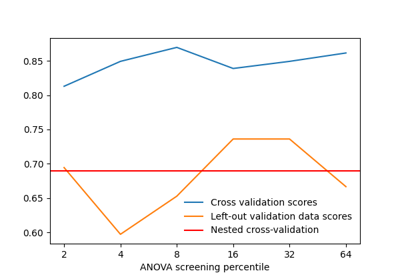 0.85
0.80
0.75
0.70
0.65
0.60
Cross validation scores
Left-out validation data scores
Nested cross-validation
2 4 8 16 32 64
ANOVA screening percentile